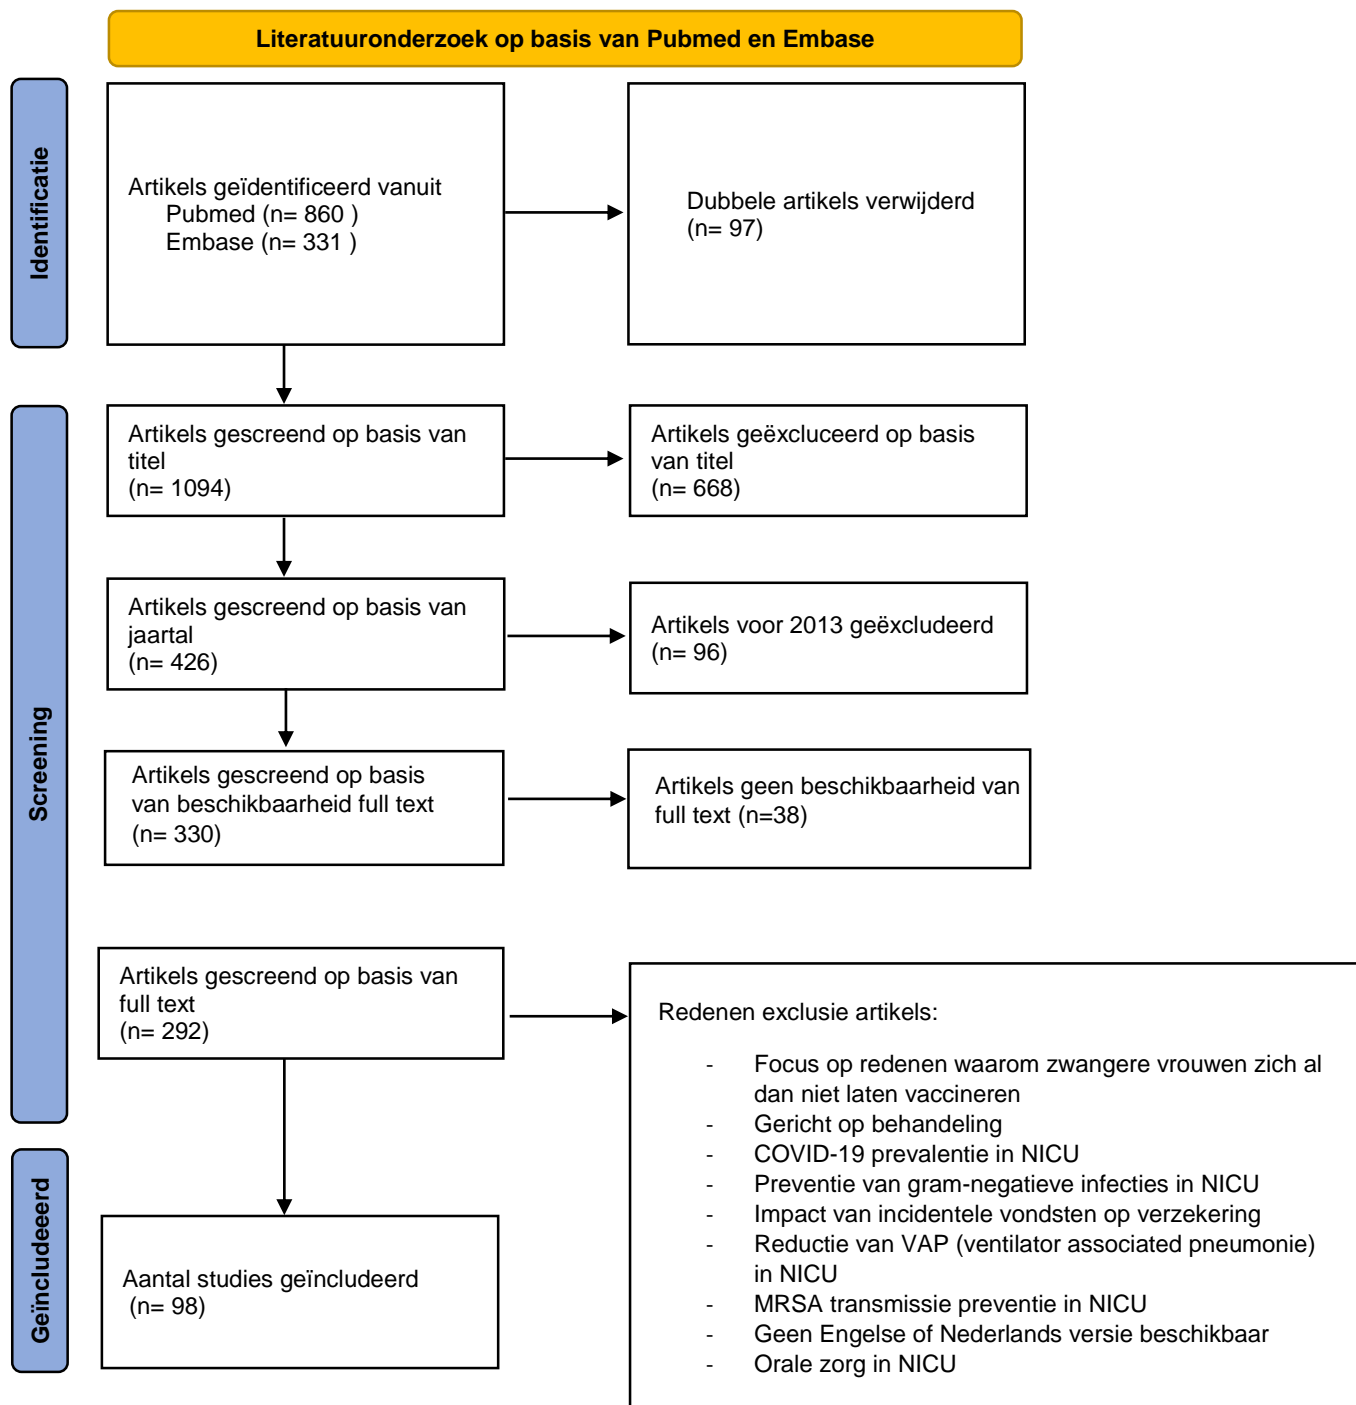 Literatuuronderzoek op basis van Pubmed en Embase
Identificatie
Artikels geïdentificeerd vanuit
Pubmed (n= 860 )
Embase (n= 331 )
Dubbele artikels verwijderd
(n= 97)
Screening
Artikels gescreend op basis van
titel
(n= 1094)
Artikels geëxcluceerd op basis
van titel
(n= 668)
Artikels gescreend op basis van
jaartal
(n= 426)
Artikels voor 2013 geëxcludeerd
(n= 96)
Artikels gescreend op basis
van beschikbaarheid full text
(n= 330)
Artikels geen beschikbaarheid van
full text (n=38)
Artikels gescreend op basis van
full text
(n= 292)
Redenen exclusie artikels:
- Focus op redenen waarom zwangere vrouwen zich al
dan niet laten vaccineren
- Gericht op behandeling
- COVID-19 prevalentie in NICU
- Preventie van gram-negatieve infecties in NICU
- Impact van incidentele vondsten op verzekering
- Reductie van VAP (ventilator associated pneumonie)
in NICU
- MRSA transmissie preventie in NICU
- Geen Engelse of Nederlands versie beschikbaar
- Orale zorg in NICU
Geïncludeeerd
Aantal studies geïncludeerd
(n= 98)